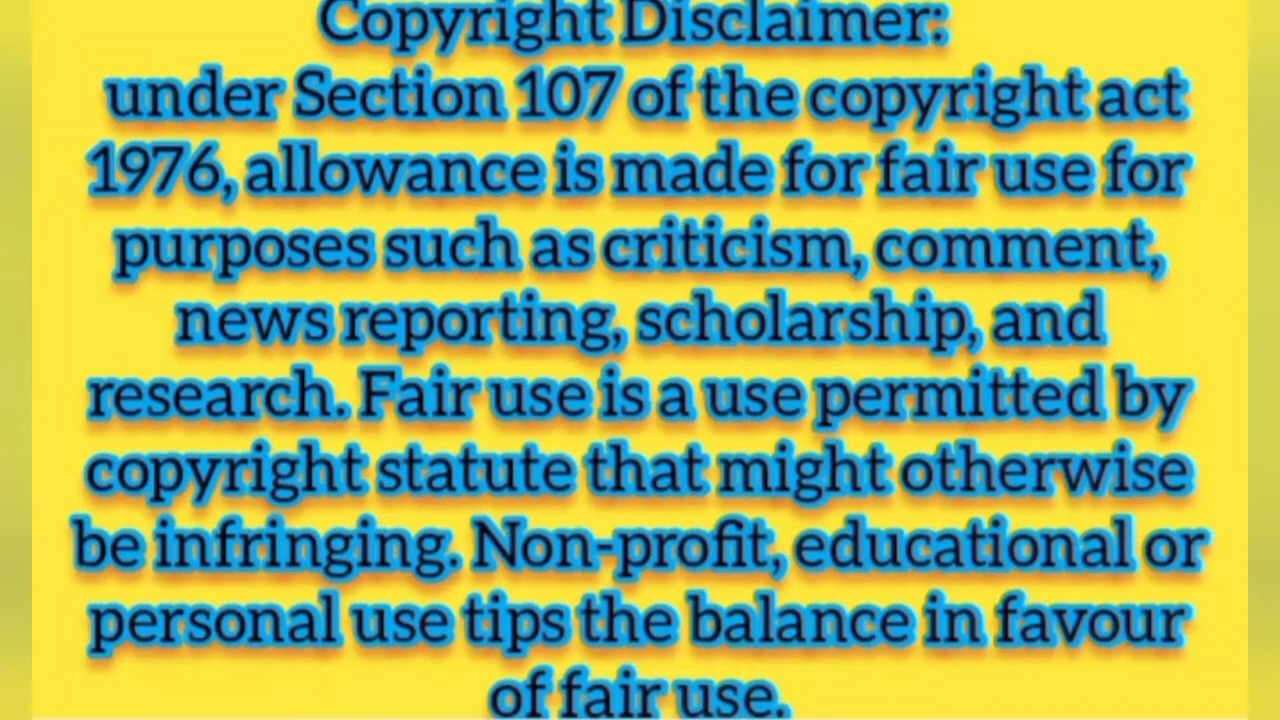 Copyright Disclaimer:
under Section 107 of the copyright act
1976, allowance is made for fair use for
purposes such as criticism, comment,
news reporting, scholarship, and
research. Fair use is a use permitted by
copyright statute that might otherwise
be infringing. Non-profit, educational or
personal use tips the balance in favour
of fair use.